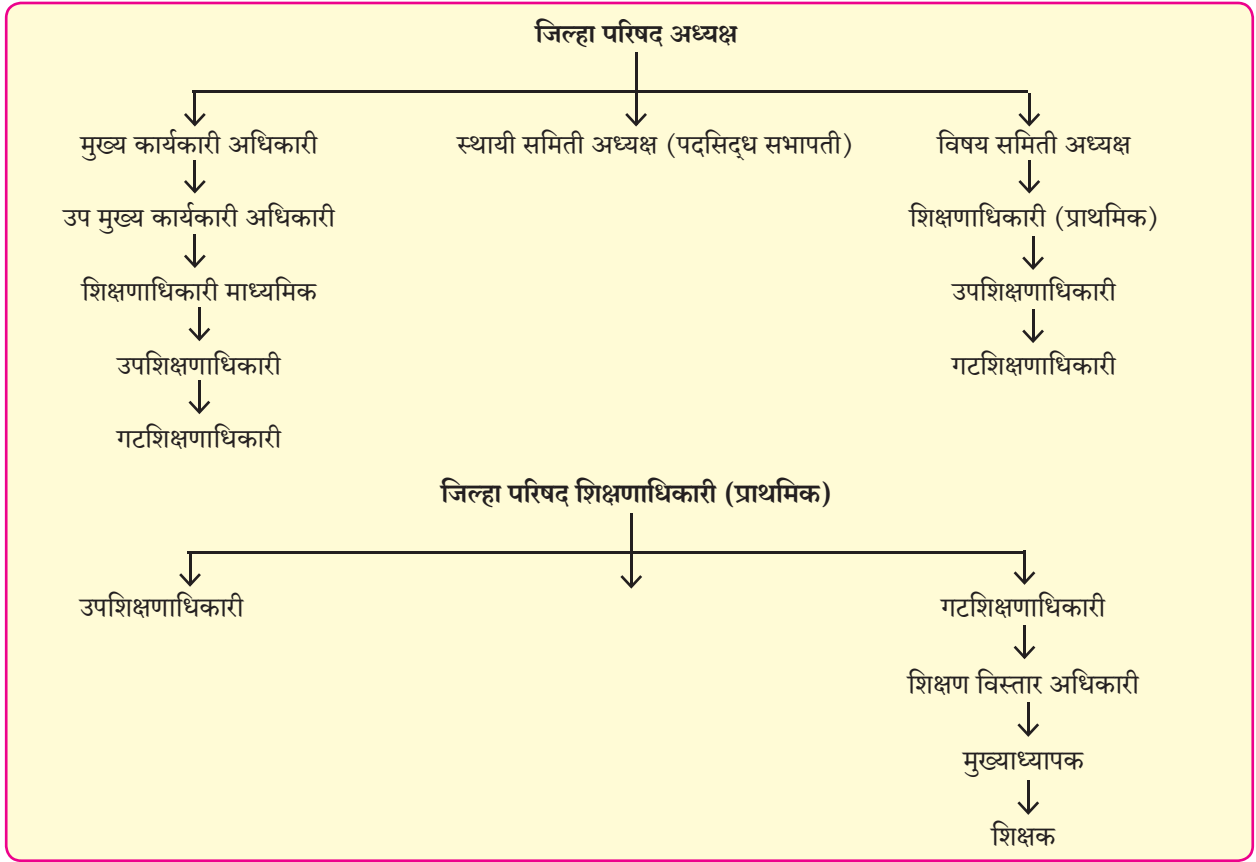 जिल्हा परिषद अध्यक्ष
मुख्य कार्यकारी अधिकारी
स्थायी समिती अध्यक्ष (पदसिद्ध सभापती)
विषय समिती अध्यक्ष
उप मुख्य कार्यकारी अधिकारी
शिक्षणाधिकारी (प्राथमिक)
शिक्षणाधिकारी माध्यमिक
उपशिक्षणाधिकारी
उपशिक्षणाधिकारी
गटशिक्षणाधिकारी
गटशिक्षणाधिकारी
जिल्हा परिषद शिक्षणाधिकारी (प्राथमिक)
उपशिक्षणाधिकारी
गटशिक्षणाधिकारी
शिक्षण विस्तार अधिकारी
मुख्याध्यापक
शिक्षक